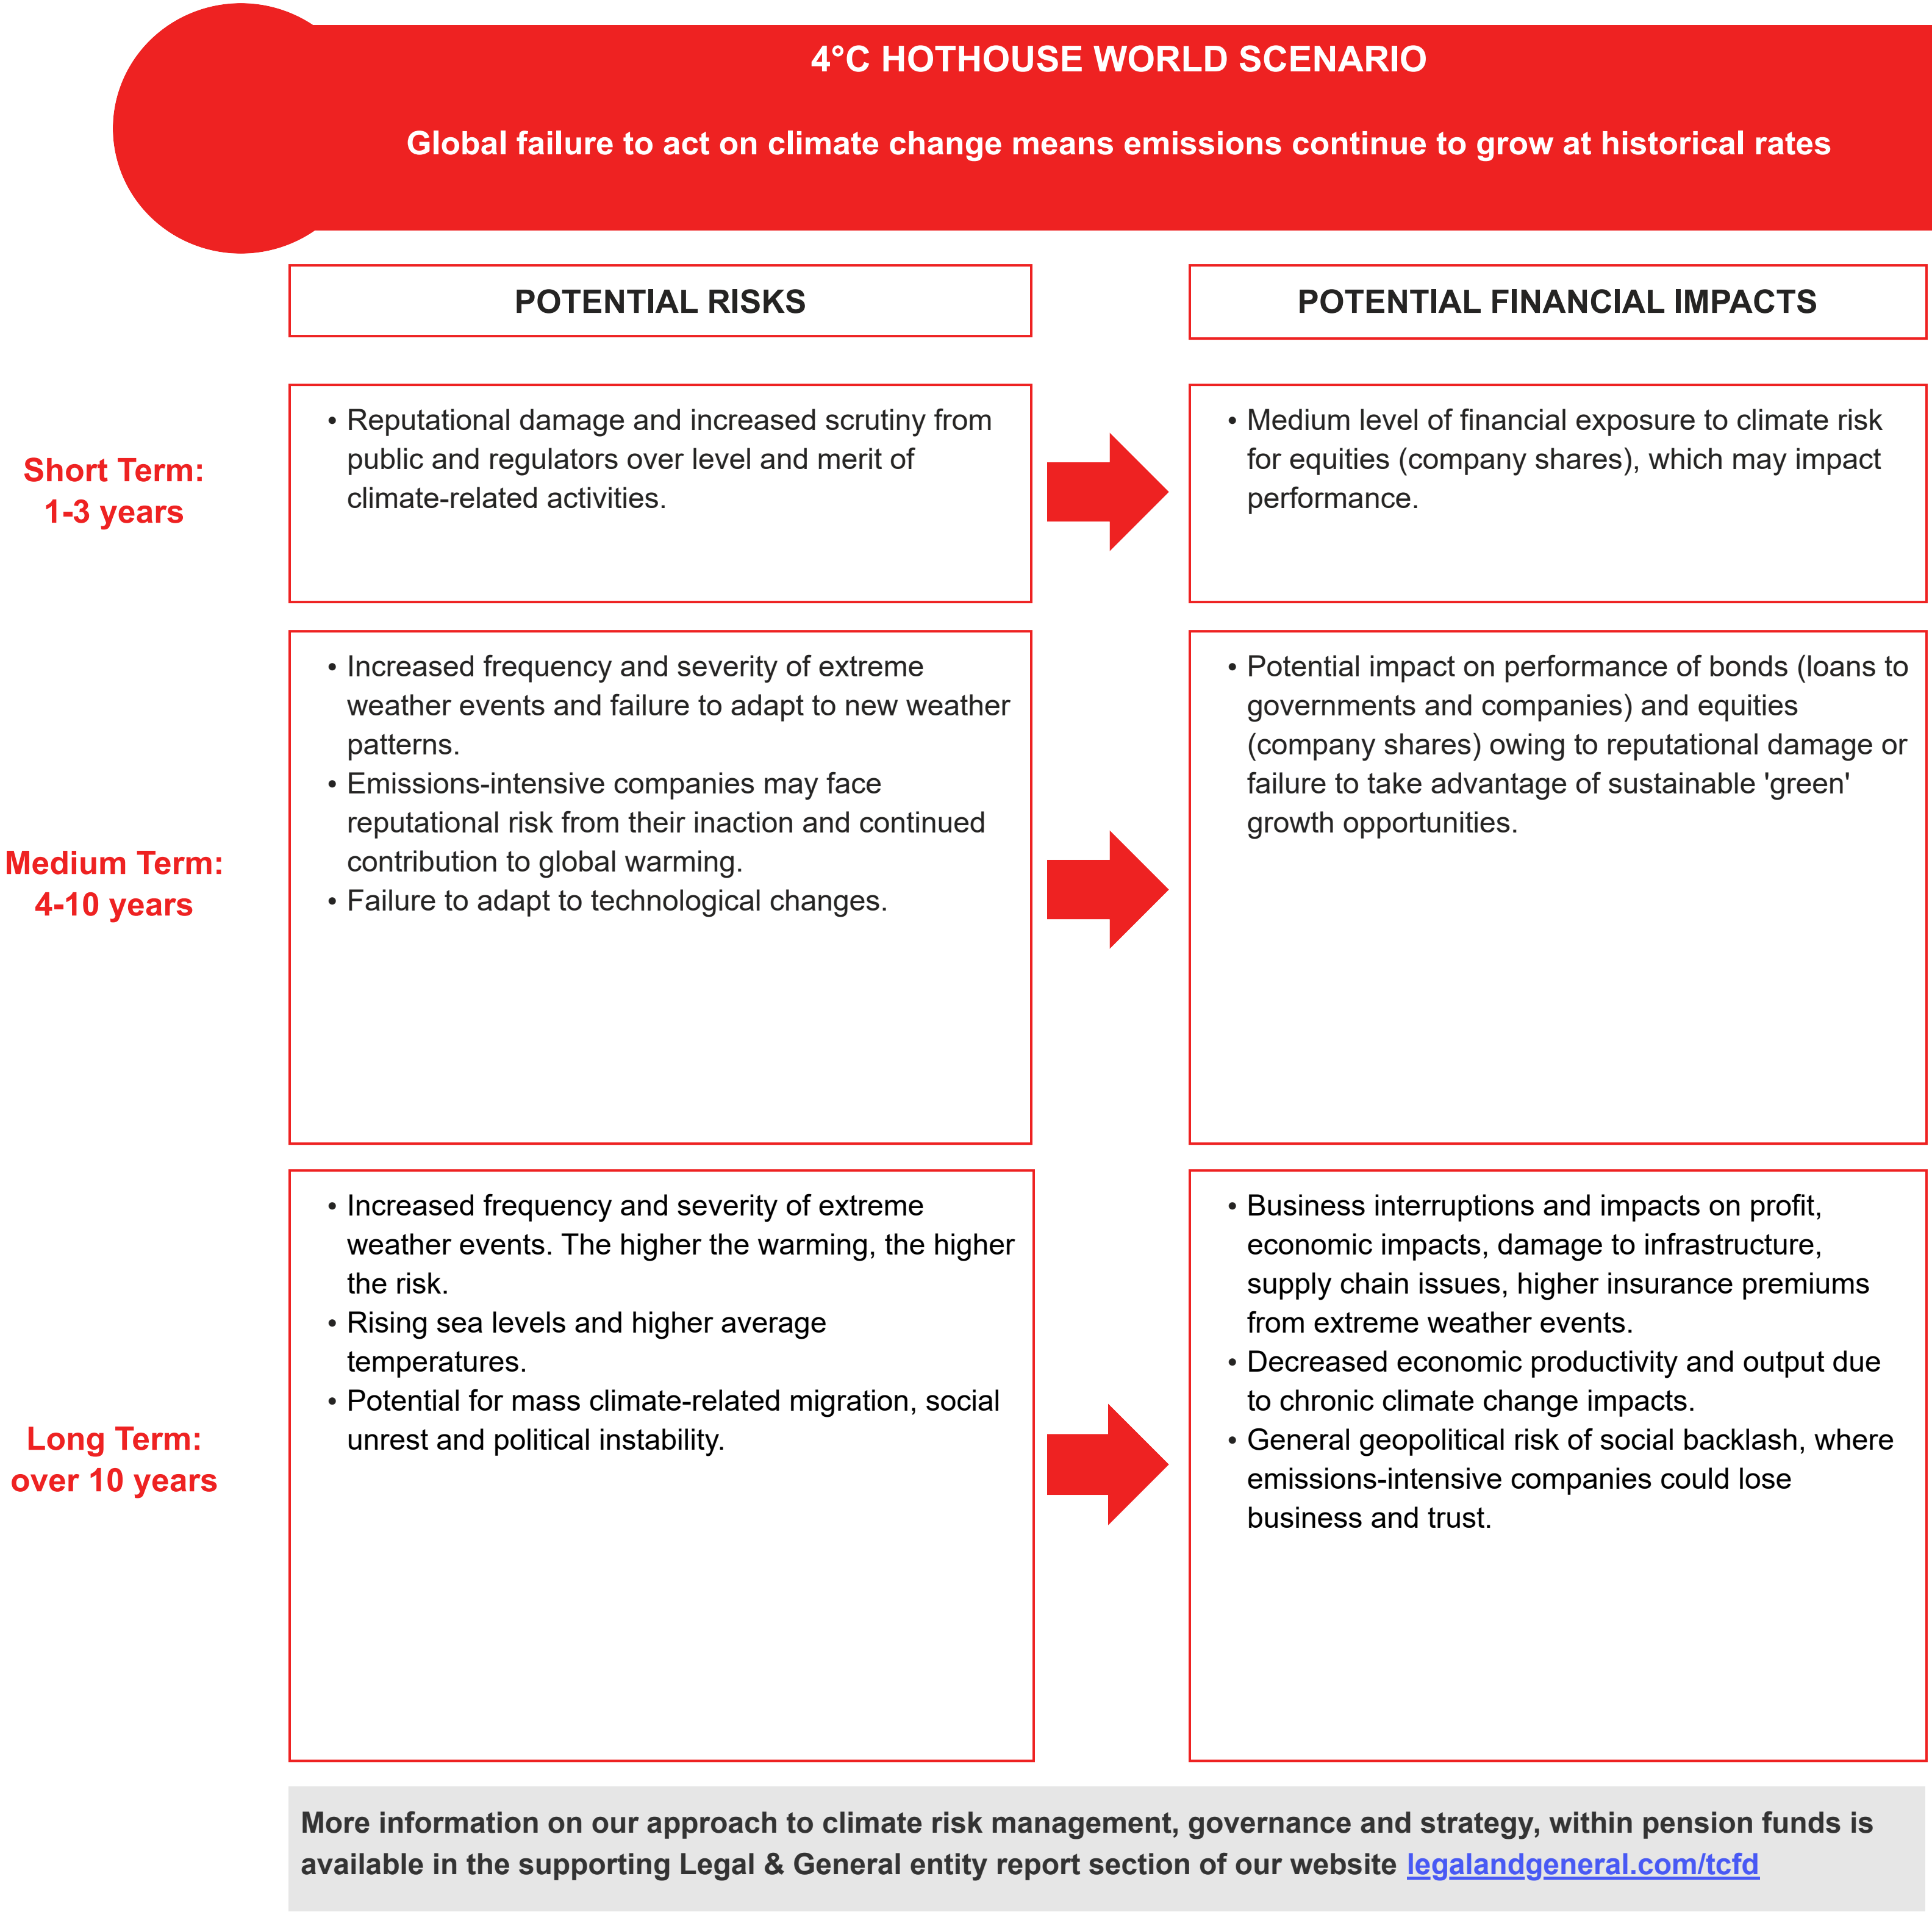 4°C HOTHOUSE WORLD SCENARIO
Global failure to act on climate change means emissions continue to grow at historical rates
POTENTIAL RISKS
POTENTIAL FINANCIAL IMPACTS
Short Term:
1-3 years
• Reputational damage and increased scrutiny from
public and regulators over level and merit of
climate-related activities.
• Medium level of financial exposure to climate risk
for equities (company shares), which may impact
performance.
Medium Term:
4-10 years
• Increased frequency and severity of extreme
weather events and failure to adapt to new weather
patterns.
• Emissions-intensive companies may face
reputational risk from their inaction and continued
contribution to global warming.
• Failure to adapt to technological changes.
• Potential impact on performance of bonds (loans to
governments and companies) and equities
(company shares) owing to reputational damage or
failure to take advantage of sustainable 'green'
growth opportunities.
Long Term:
over 10 years
• Increased frequency and severity of extreme
weather events. The higher the warming, the higher
the risk.
• Rising sea levels and higher average
temperatures.
• Potential for mass climate-related migration, social
unrest and political instability.
• Business interruptions and impacts on profit,
economic impacts, damage to infrastructure,
supply chain issues, higher insurance premiums
from extreme weather events.
• Decreased economic productivity and output due
to chronic climate change impacts.
• General geopolitical risk of social backlash, where
emissions-intensive companies could lose
business and trust.
More information on our approach to climate risk management, governance and strategy, within pension funds is
available in the supporting Legal & General entity report section of our website legalandgeneral.com/tcfd